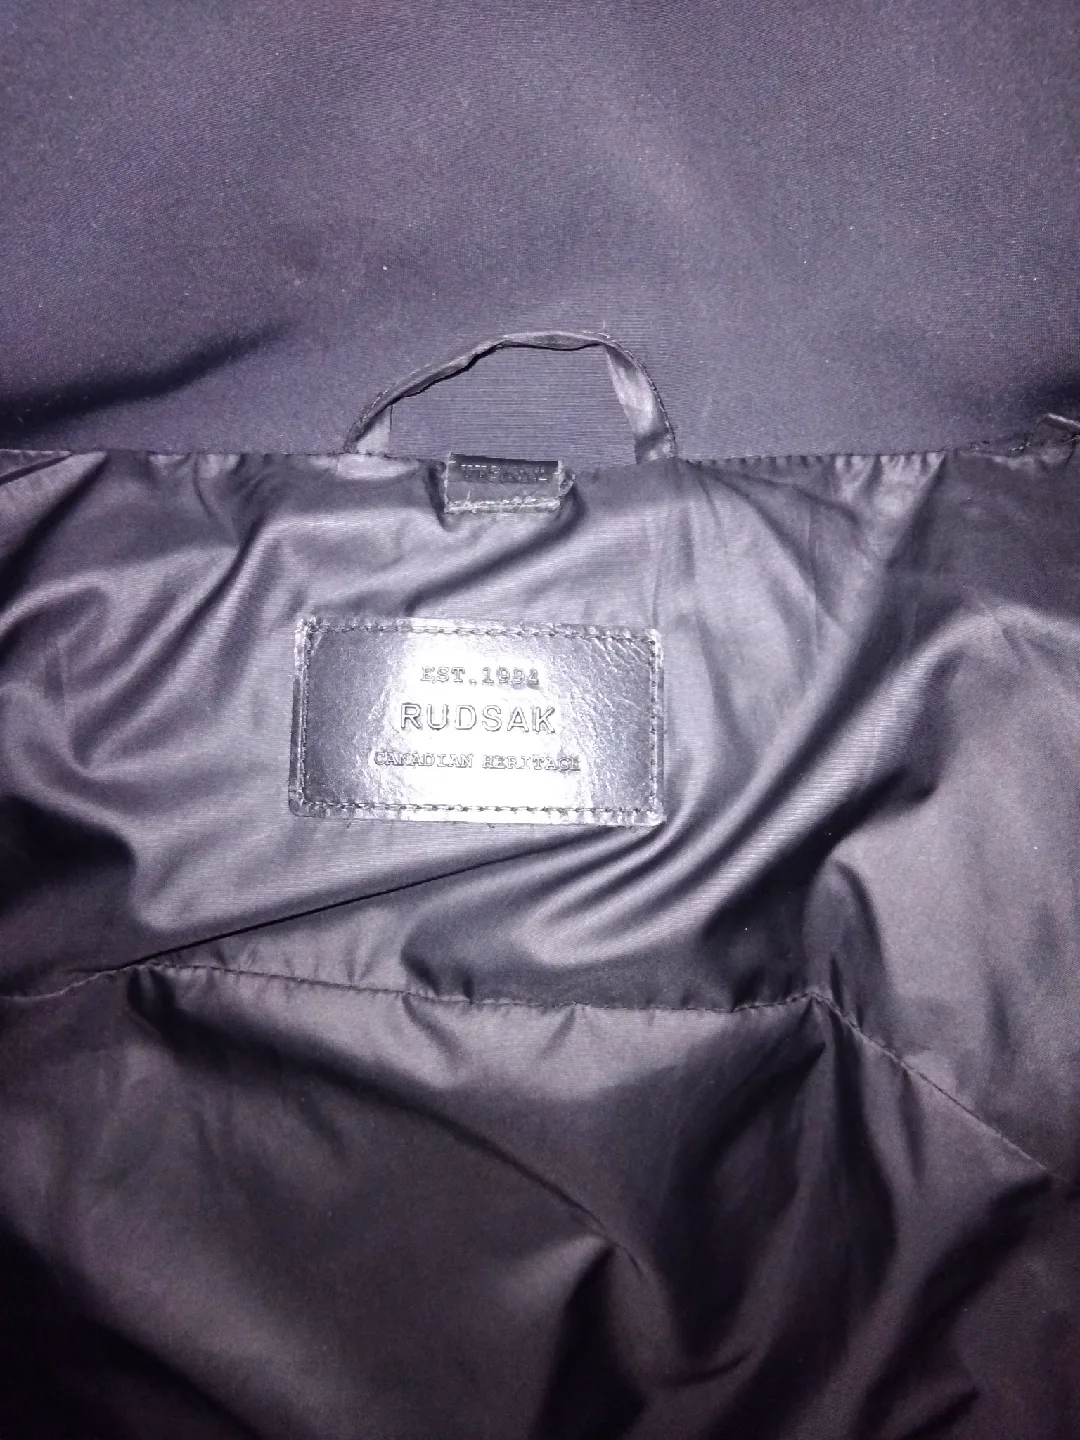 EST.1994
RUDSAK
CANADIAN HERITAGE